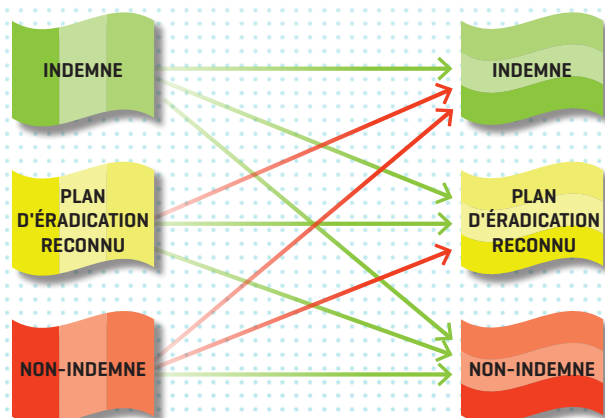 INDEMNE
INDEMNE
PLAN
D'ÉRADICATION
RECONNU
PLAN
D'ÉRADICATION
RECONNU
NON-INDEMNE
NON-INDEMNE